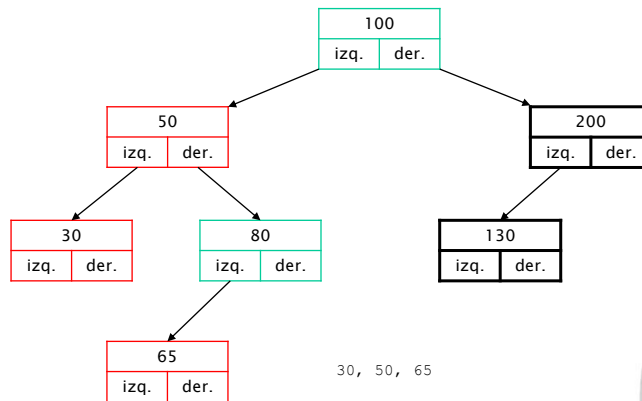 100
izq. der.
50
izq. der.
200
izq. der.
30
izq. der.
80
izq. der.
130
izq. der.
65
izq. der.
30, 50, 65